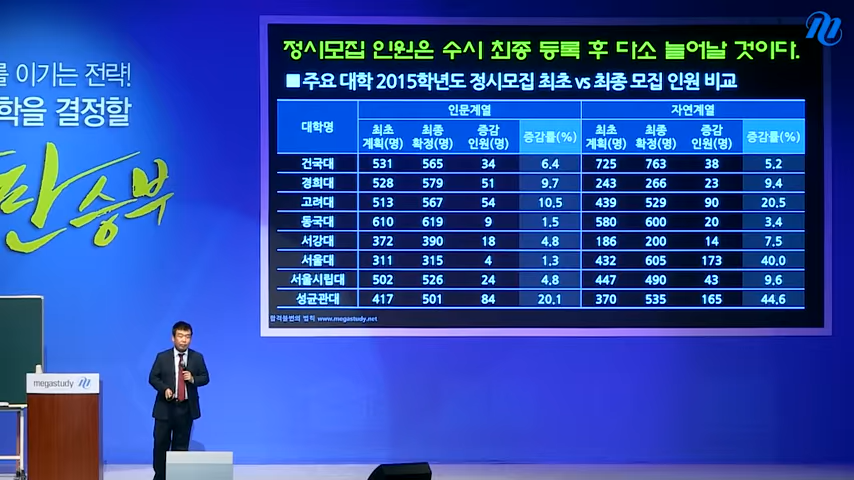 정시모집 인원은 수시 최종 등록 후 다소 늘어날 것이다.
■ 주요 대학 2015학년도 정시모집 최초 vs 최종 모집 인원 비교
대학명 인문계열 자연계열
최초 계획(명) 최종 확정(명) 증감 인원(명) 증감률(%) 최초 계획(명) 최종 확정(명) 증감 인원(명) 증감률(%)
건국대 531 565 34 6.4 725 763 38 5.2
경희대 528 579 51 9.7 243 266 23 9.4
고려대 513 567 54 10.5 439 529 90 20.5
동국대 610 619 9 1.5 580 600 20 3.4
서강대 372 390 18 4.8 186 200 14 7.5
서울대 311 315 4 1.3 432 605 173 40.0
서울시립대 502 526 24 4.8 447 490 43 9.6
성균관대 417 501 84 20.1 370 535 165 44.6
합격불변의 법칙 www.megastudy.net
를 이기는 전략!
학을 결정할
판 승부
megastudy